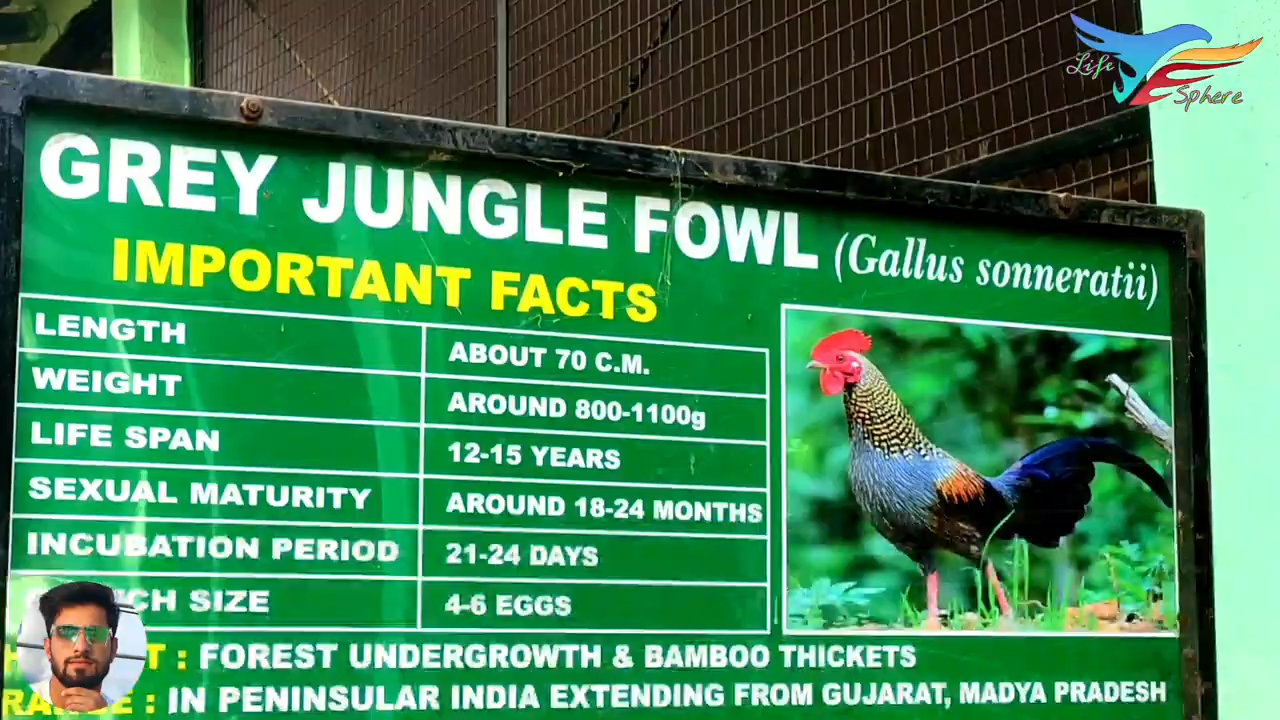 Life
Sphere
GREY JUNGLE FOWL (Gallus sonneratii)
IMPORTANT FACTS
LENGTH ABOUT 70 C.M.
WEIGHT AROUND 800-1100g
LIFE SPAN 12-15 YEARS
SEXUAL MATURITY AROUND 18-24 MONTHS
INCUBATION PERIOD 21-24 DAYS
SIZE 4-6 EGGS
: FOREST UNDERGROWTH & BAMBOO THICKETS
: IN PENINSULAR INDIA EXTENDING FROM GUJARAT, MADYA PRADESH